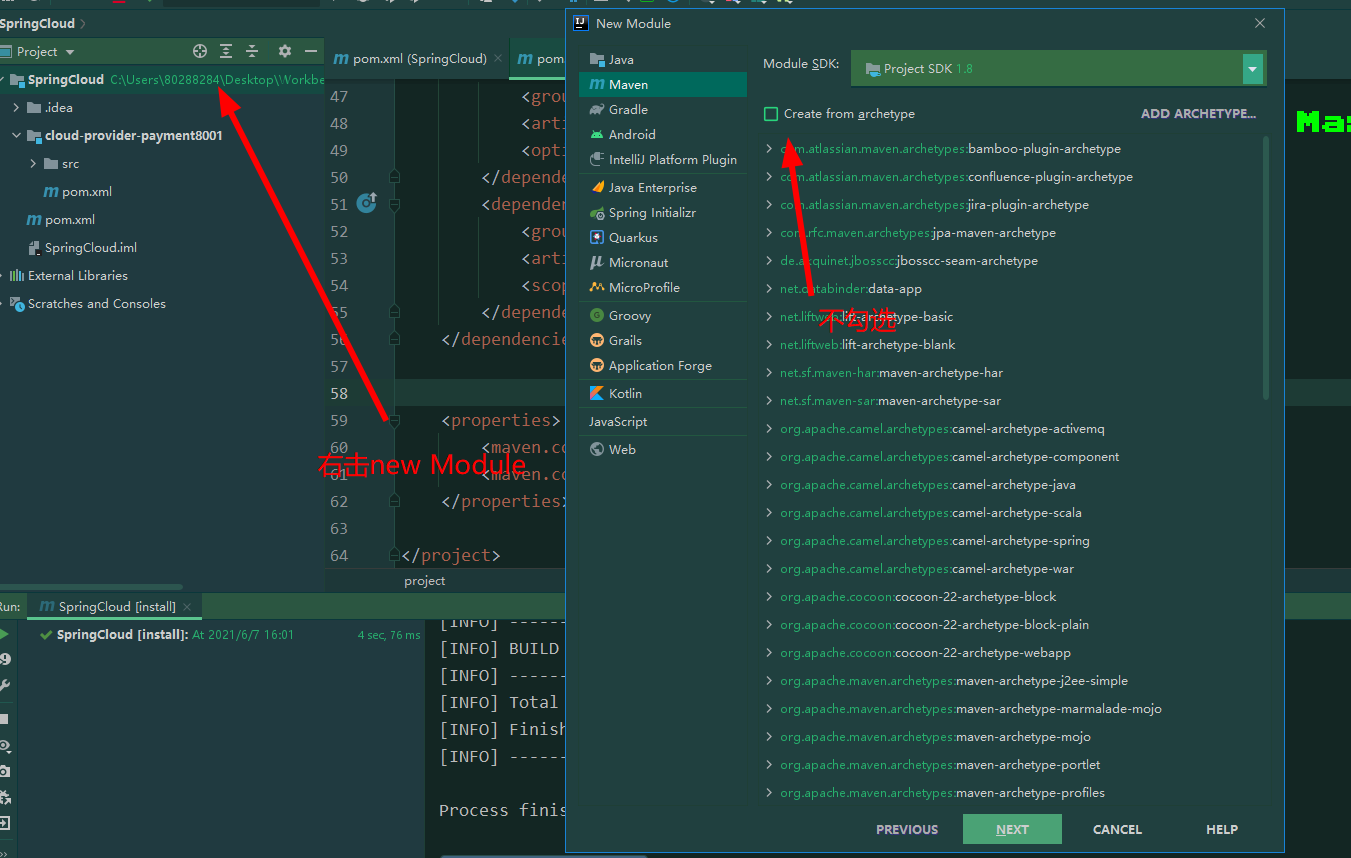 SpringCloud
Project
SpringCloud C:\Users\80288284\Desktop\\Workbe
.idea
cloud-provider-payment8001
src
pom.xml
pom.xml
SpringCloud.iml
External Libraries
Scratches and Consoles
pom.xml (SpringCloud)
pom
47 <grou
48 <arti
49 <opti
50 </depende
51 <dependen
52 <grou
53 <arti
54 <scop
55 </depende
56 </dependencie
57
58
59 <properties>
60 <maven.co
61 <maven.co
62 </properties>
63
64 </project>
右击new Module
project
Run:
SpringCloud [install]
SpringCloud [install]: At 2021/6/7 16:01 4 sec, 76 ms
[INFO] ------
[INFO] BUILD
[INFO] ------
[INFO] Total
[INFO] Finish
[INFO] ------
Process finis
New Module
Java
Maven
Gradle
Android
IntelliJ Platform Plugin
Java Enterprise
Spring Initializr
Quarkus
Micronaut
MicroProfile
Groovy
Grails
Application Forge
Kotlin
JavaScript
Web
Module SDK: Project SDK 1.8
Create from archetype
ADD ARCHETYPE...
com.atlassian.maven.archetypes:bamboo-plugin-archetype
com.atlassian.maven.archetypes:confluence-plugin-archetype
com.atlassian.maven.archetypes:jira-plugin-archetype
com.rfc.maven.archetypes:jpa-maven-archetype
de.akquinet.jbosscc:jbosscc-seam-archetype
net.databinder:data-app
net.liftweb:lift-archetype-basic
不勾选
net.liftweb:lift-archetype-blank
net.sf.maven-har:maven-archetype-har
net.sf.maven-sar:maven-archetype-sar
org.apache.camel.archetypes:camel-archetype-activemq
org.apache.camel.archetypes:camel-archetype-component
org.apache.camel.archetypes:camel-archetype-java
org.apache.camel.archetypes:camel-archetype-scala
org.apache.camel.archetypes:camel-archetype-spring
org.apache.camel.archetypes:camel-archetype-war
org.apache.cocoon:cocoon-22-archetype-block
org.apache.cocoon:cocoon-22-archetype-block-plain
org.apache.cocoon:cocoon-22-archetype-webapp
org.apache.maven.archetypes:maven-archetype-j2ee-simple
org.apache.maven.archetypes:maven-archetype-marmalade-mojo
org.apache.maven.archetypes:maven-archetype-mojo
org.apache.maven.archetypes:maven-archetype-portlet
org.apache.maven.archetypes:maven-archetype-profiles
PREVIOUS
NEXT
CANCEL
HELP
Mas